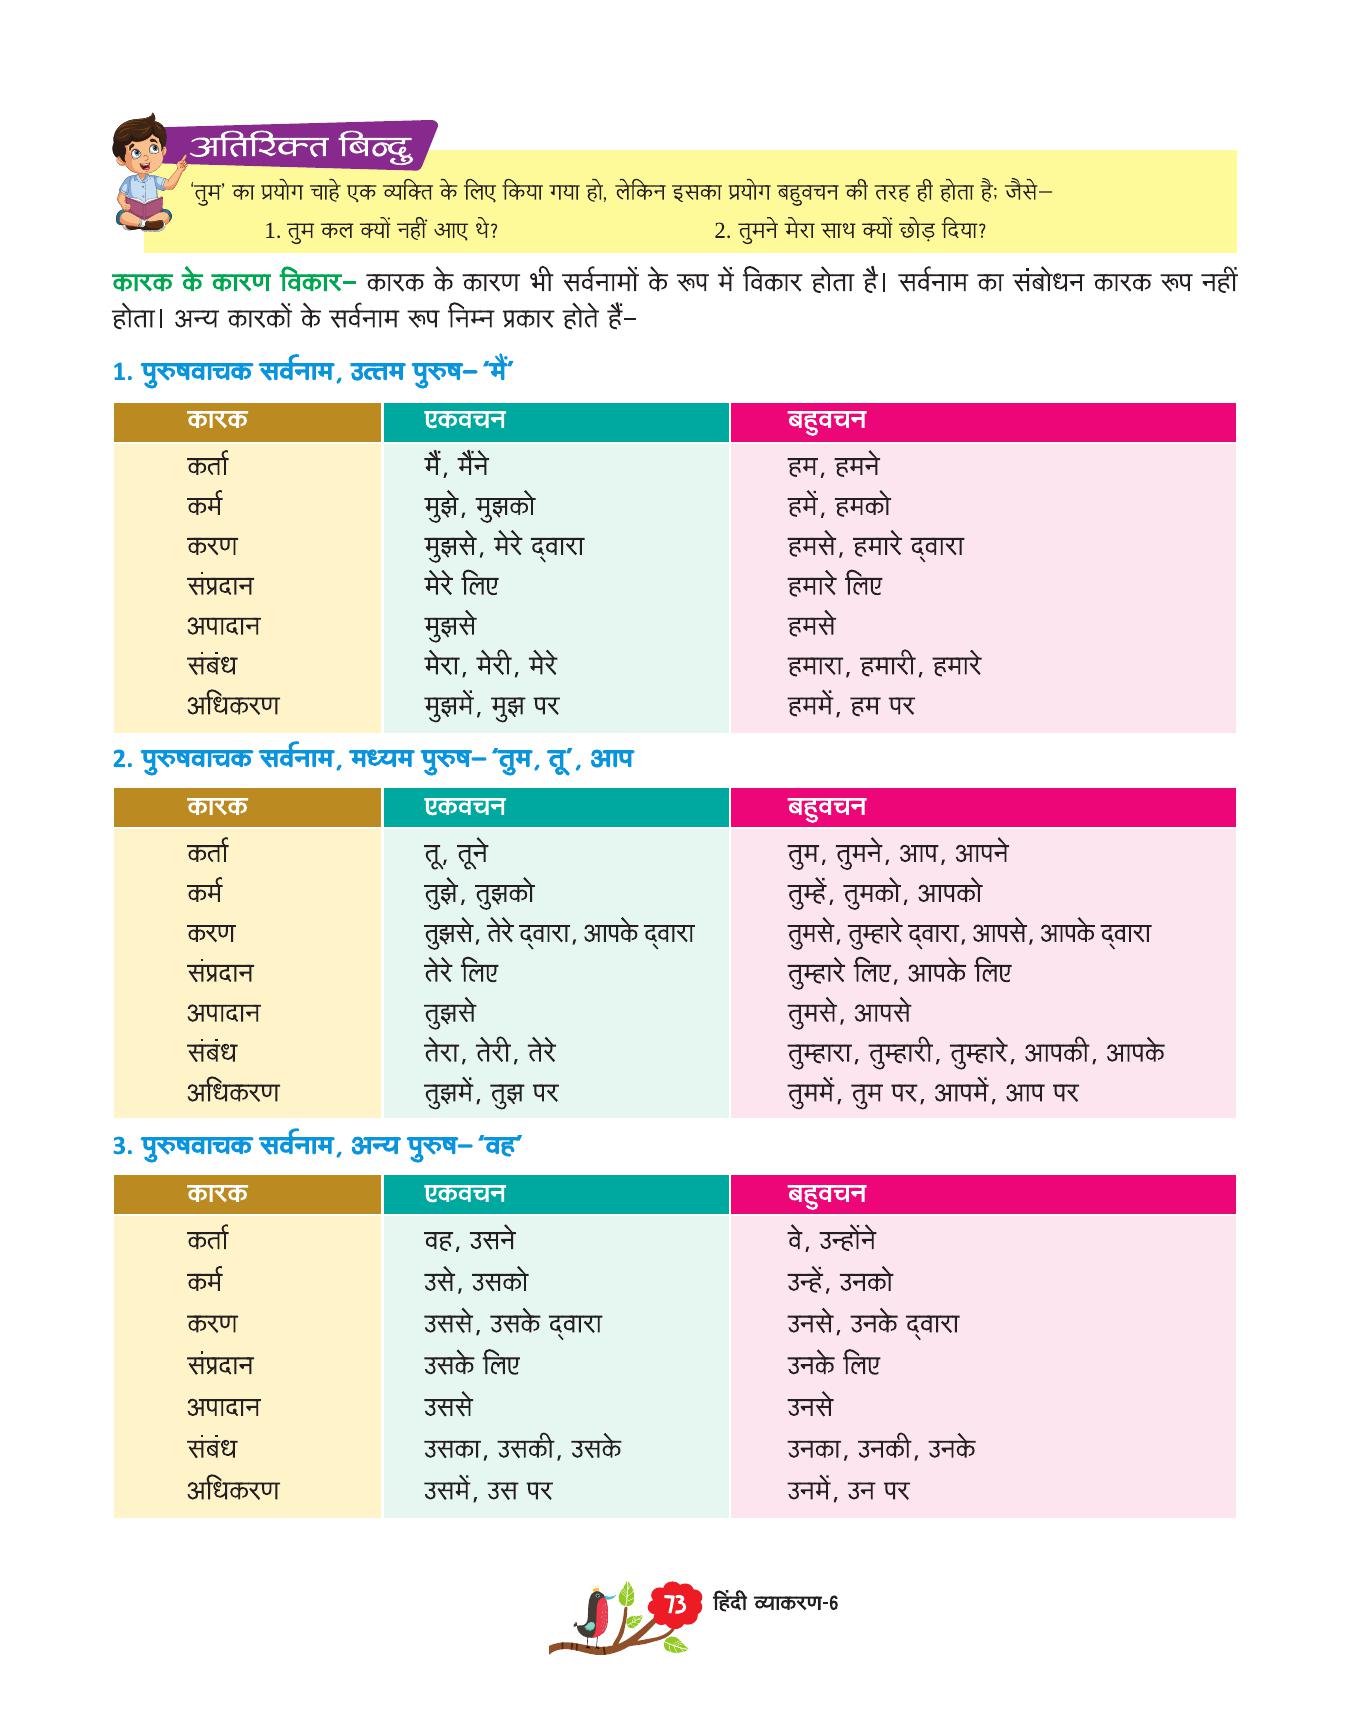 अतिरिक्त बिन्दु
‘तुम’ का प्रयोग चाहे एक व्यक्ति के लिए किया गया हो, लेकिन इसका प्रयोग बहुवचन की तरह ही होता है; जैसे–
1. तुम कल क्यों नहीं आए थे? 2. तुमने मेरा साथ क्यों छोड़ दिया?
कारक के कारण विकार– कारक के कारण भी सर्वनामों के रूप में विकार होता है। सर्वनाम का संबोधन कारक रूप नहीं
होता। अन्य कारकों के सर्वनाम रूप निम्न प्रकार होते हैं–
1. पुरुषवाचक सर्वनाम, उत्तम पुरुष– ‘मैं’
कारक एकवचन बहुवचन
कर्ता मैं, मैंने हम, हमने
कर्म मुझे, मुझको हमें, हमको
करण मुझसे, मेरे द्वारा हमसे, हमारे द्वारा
संप्रदान मेरे लिए हमारे लिए
अपादान मुझसे हमसे
संबंध मेरा, मेरी, मेरे हमारा, हमारी, हमारे
अधिकरण मुझमें, मुझ पर हममें, हम पर
2. पुरुषवाचक सर्वनाम, मध्यम पुरुष– ‘तुम, तू’, आप
कारक एकवचन बहुवचन
कर्ता तू, तूने तुम, तुमने, आप, आपने
कर्म तुझे, तुझको तुम्हें, तुमको, आपको
करण तुझसे, तेरे द्वारा, आपके द्वारा तुमसे, तुम्हारे द्वारा, आपसे, आपके द्वारा
संप्रदान तेरे लिए तुम्हारे लिए, आपके लिए
अपादान तुझसे तुमसे, आपसे
संबंध तेरा, तेरी, तेरे तुम्हारा, तुम्हारी, तुम्हारे, आपकी, आपके
अधिकरण तुझमें, तुझ पर तुममें, तुम पर, आपमें, आप पर
3. पुरुषवाचक सर्वनाम, अन्य पुरुष– ‘वह’
कारक एकवचन बहुवचन
कर्ता वह, उसने वे, उन्होंने
कर्म उसे, उसको उन्हें, उनको
करण उससे, उसके द्वारा उनसे, उनके द्वारा
संप्रदान उसके लिए उनके लिए
अपादान उससे उनसे
संबंध उसका, उसकी, उसके उनका, उनकी, उनके
अधिकरण उसमें, उस पर उनमें, उन पर
73 हिंदी व्याकरण-6